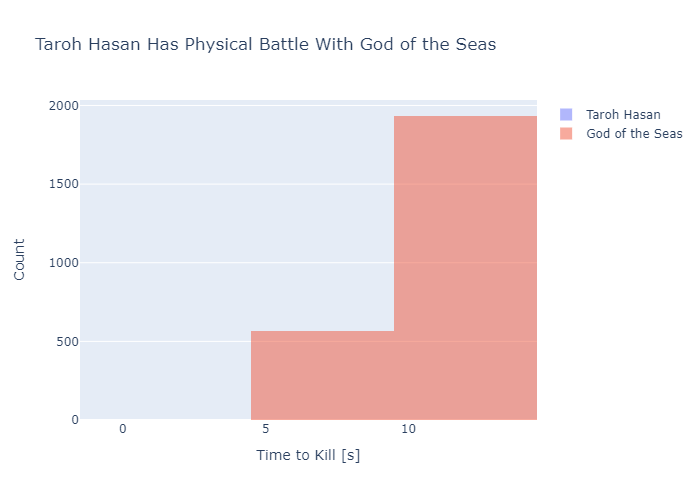 Taroh Hasan Has Physical Battle With God of the Seas
Taroh Hasan
God of the Seas
Count
2000
1500
1000
500
0
0
5
10
Time to Kill [s]